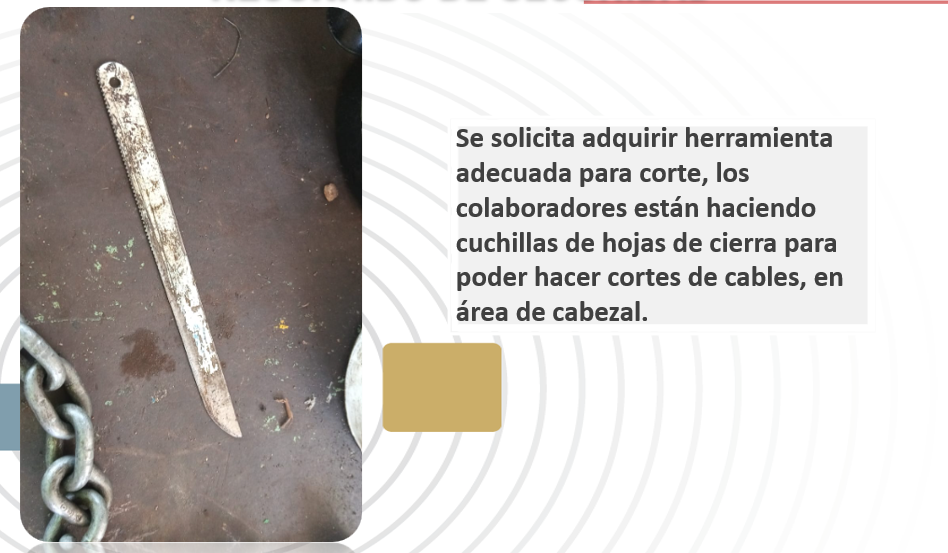 Se solicita adquirir herramienta
adecuada para corte, los
colaboradores están haciendo
cuchillas de hojas de cierra para
poder hacer cortes de cables, en
área de cabezal.